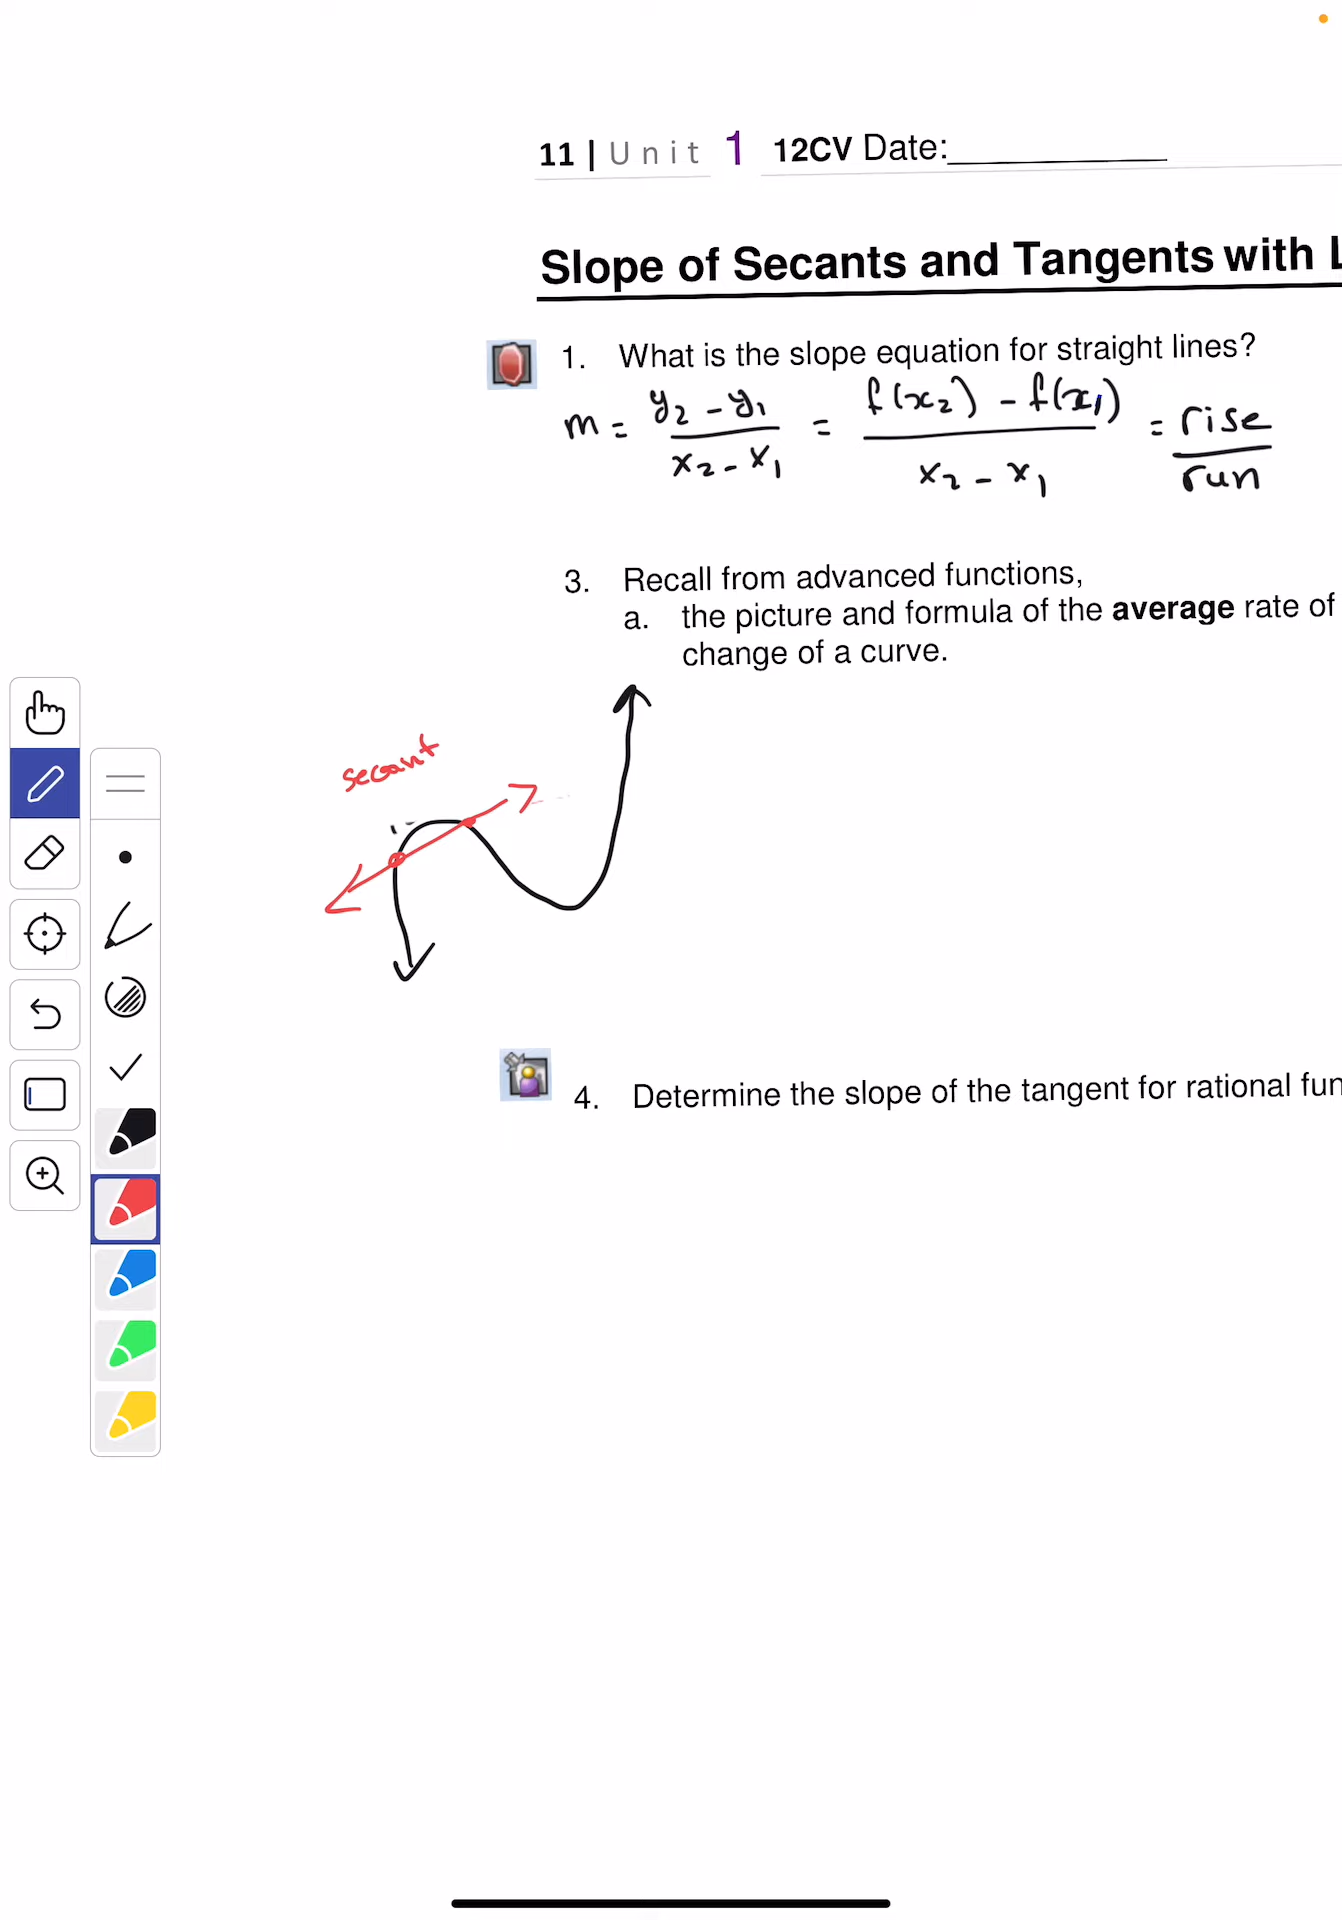 11 | Unit 1 12CV Date:___________
Slope of Secants and Tangents with L
1. What is the slope equation for straight lines?
m = y₂ - y₁ / x₂ - x₁ = f(x₂) - f(x₁) / x₂ - x₁ = rise / run
3. Recall from advanced functions,
a. the picture and formula of the average rate of
change of a curve.
secant
4. Determine the slope of the tangent for rational fun